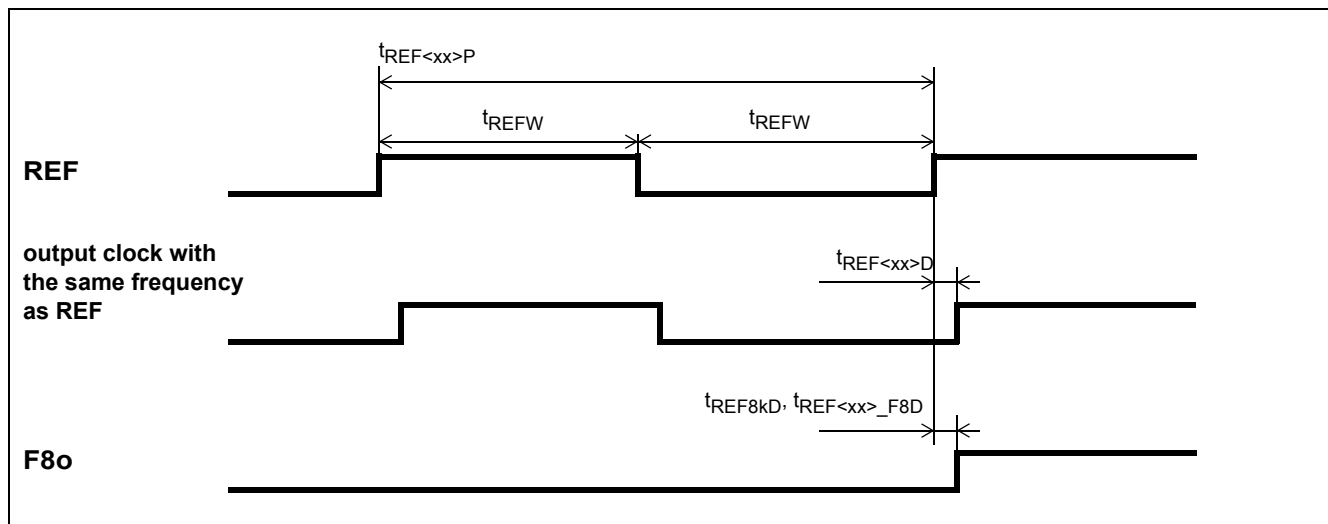 tREF<xx>P
tREFW
tREFW
REF
output clock with
the same frequency
as REF
tREF<xx>D
tREF8kD, tREF<xx>_F8D
F8o